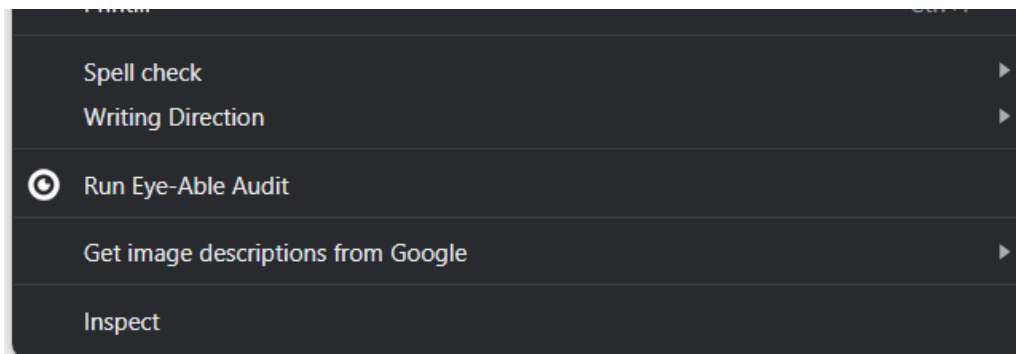 Spell check
Writing Direction
Run Eye-Able Audit
Get image descriptions from Google
Inspect